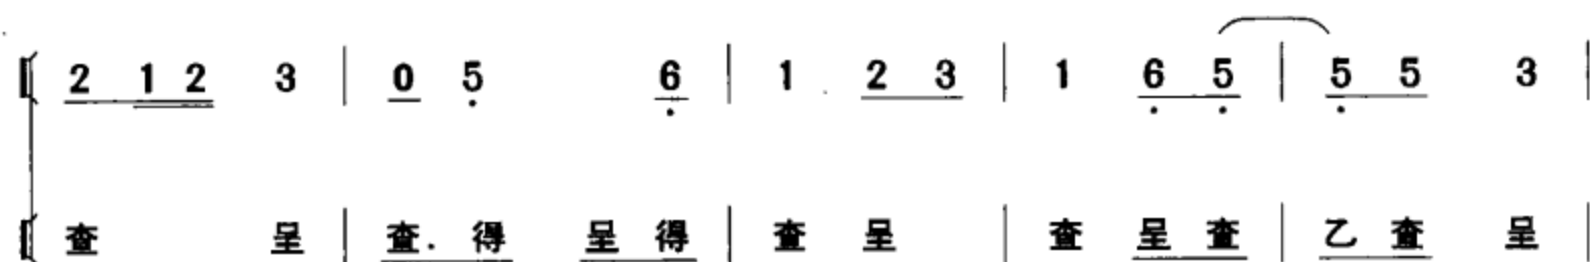 2 1 2 3 | 0 5 6 | 1 2 3 | 1 6 5 | 5 5 3 |
查 呈 | 查. 得 呈 得 | 查 呈 | 查 呈 查 | 乙 查 呈